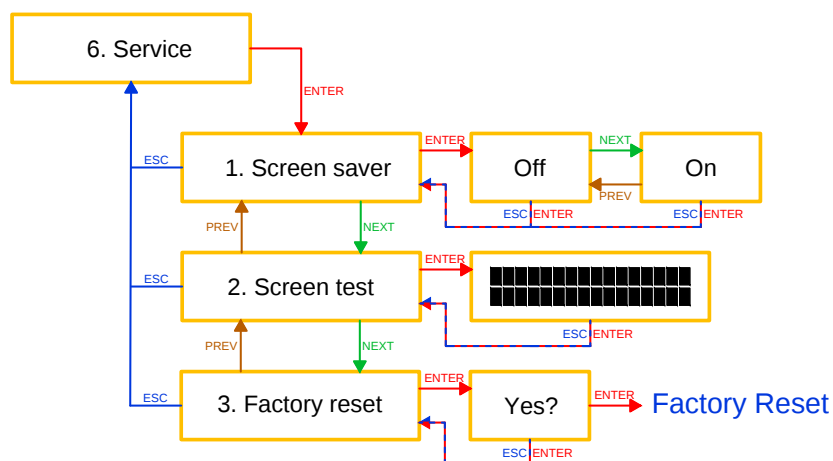 6. Service
ENTER
ESC
1. Screen saver
ENTER
Off
NEXT
PREV
On
ESC ENTER
ESC ENTER
PREV
NEXT
ESC
2. Screen test
ENTER
ESC ENTER
PREV
NEXT
ESC
3. Factory reset
ENTER
Yes?
ENTER
Factory Reset
ESC ENTER